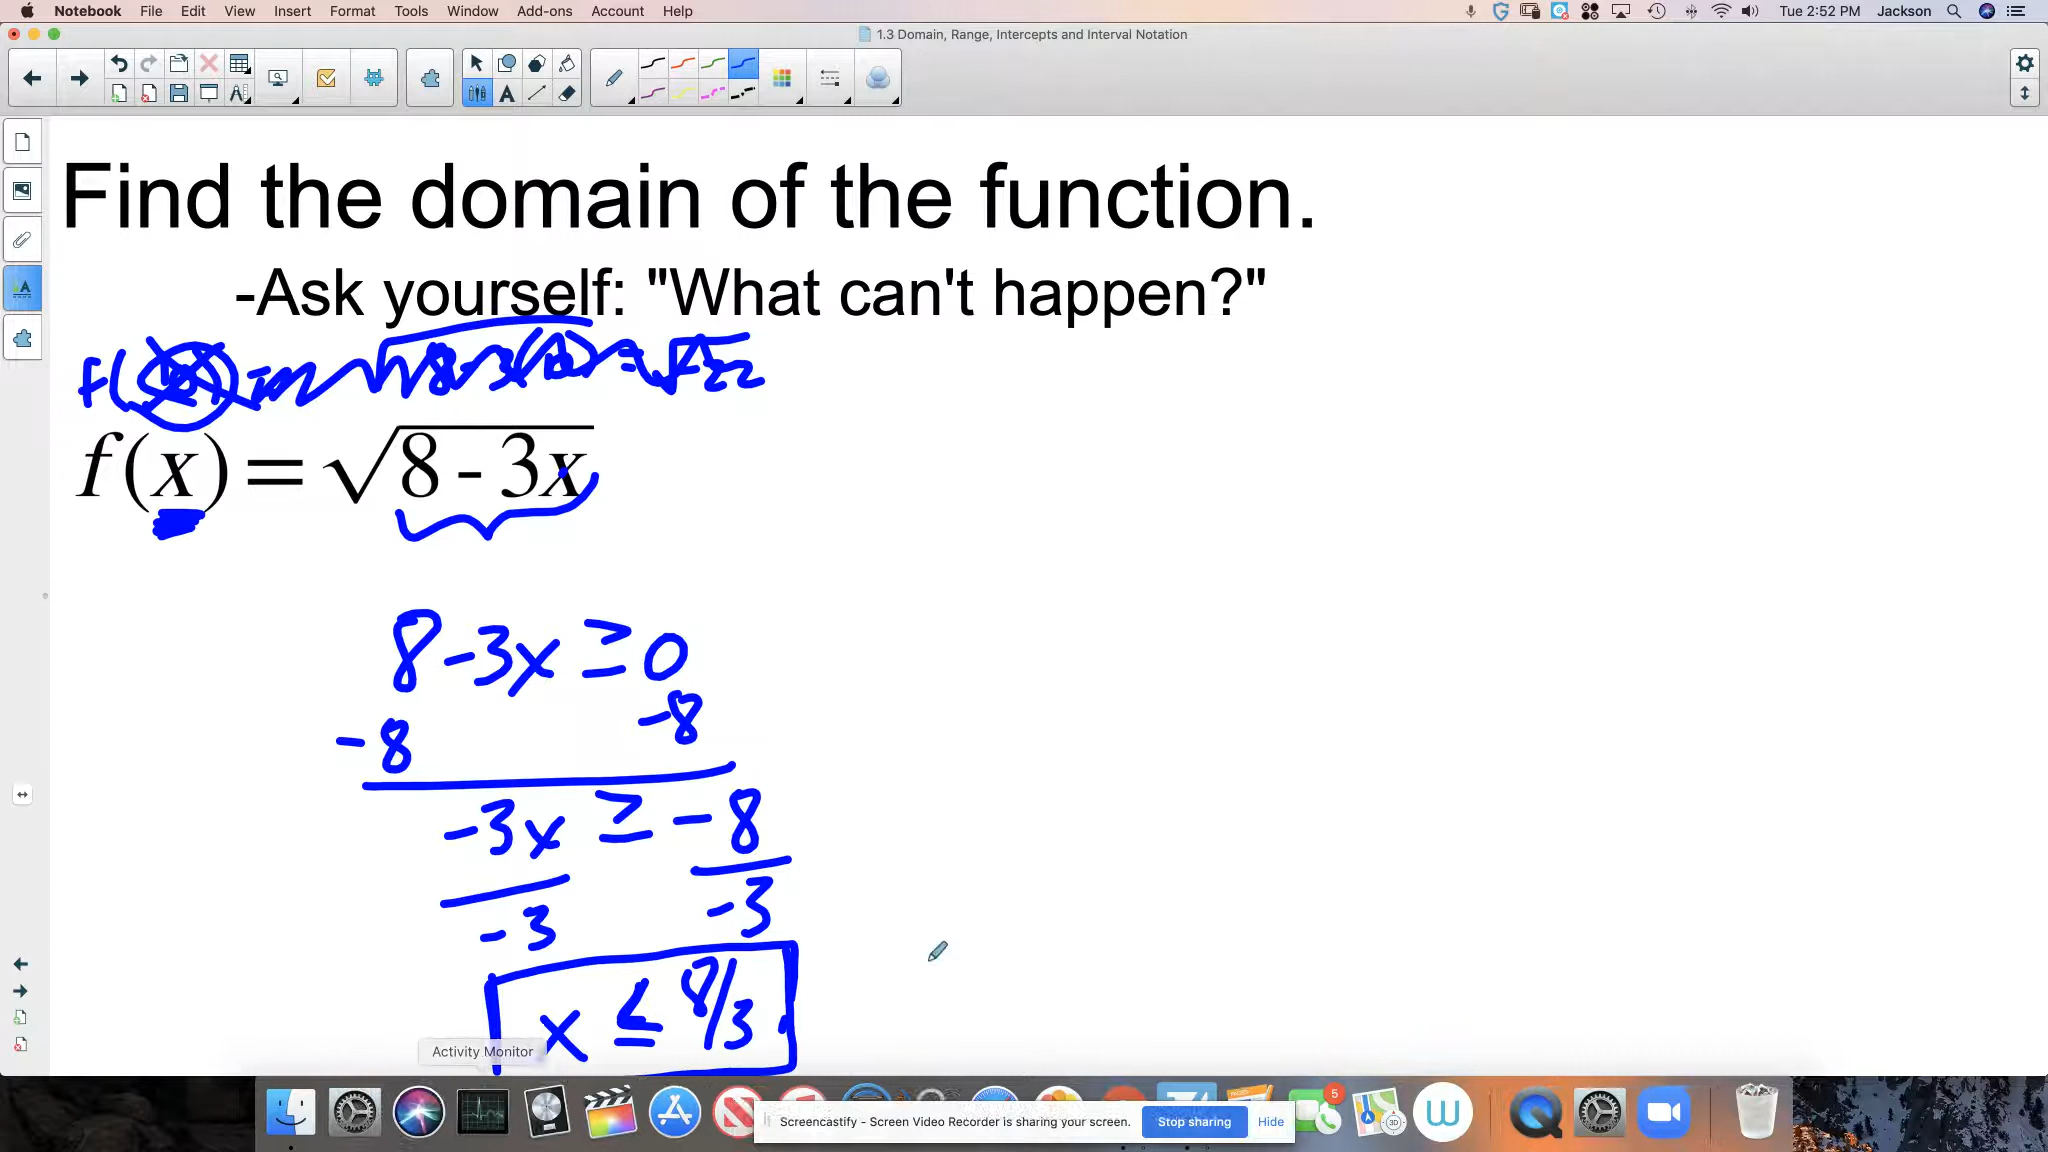 Notebook File Edit View Insert Format Tools Window Add-ons Account Help Tue 2:52 PM Jackson
1.3 Domain, Range, Intercepts and Interval Notation
Find the domain of the function.
-Ask yourself: "What can't happen?"
f(x) = √8 - 3x
8-3x ≥ 0
-8 -8
-3x ≥ -8
-3 -3
x ≤ 8/3
Activity Monitor
5
Screencastify - Screen Video Recorder is sharing your screen. Stop sharing Hide